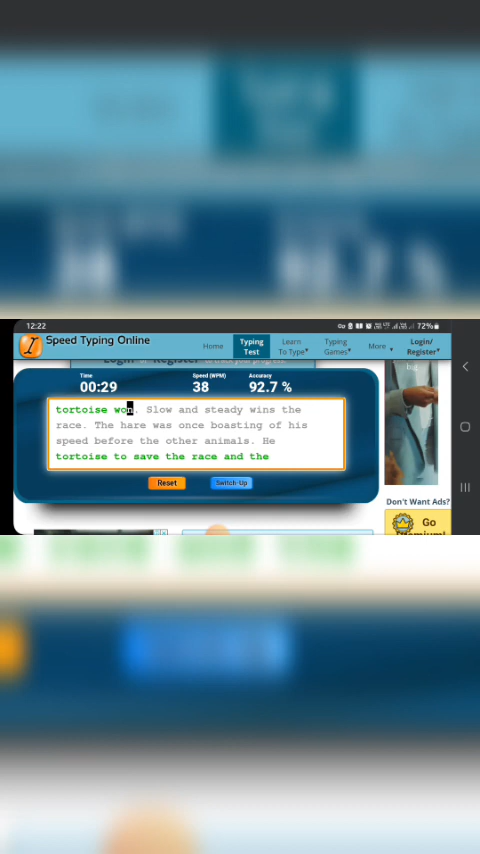 12:22
72%
Speed Typing Online
Home
Typing
Test
Learn
To Type
Typing
Games
More
Login/
Register
Time
00:29
Speed (WPM)
38
Accuracy
92.7 %
tortoise won. Slow and steady wins the
race. The hare was once boasting of his
speed before the other animals. He
tortoise to save the race and the
Reset
Switch-Up
Don't Want Ads?
Go